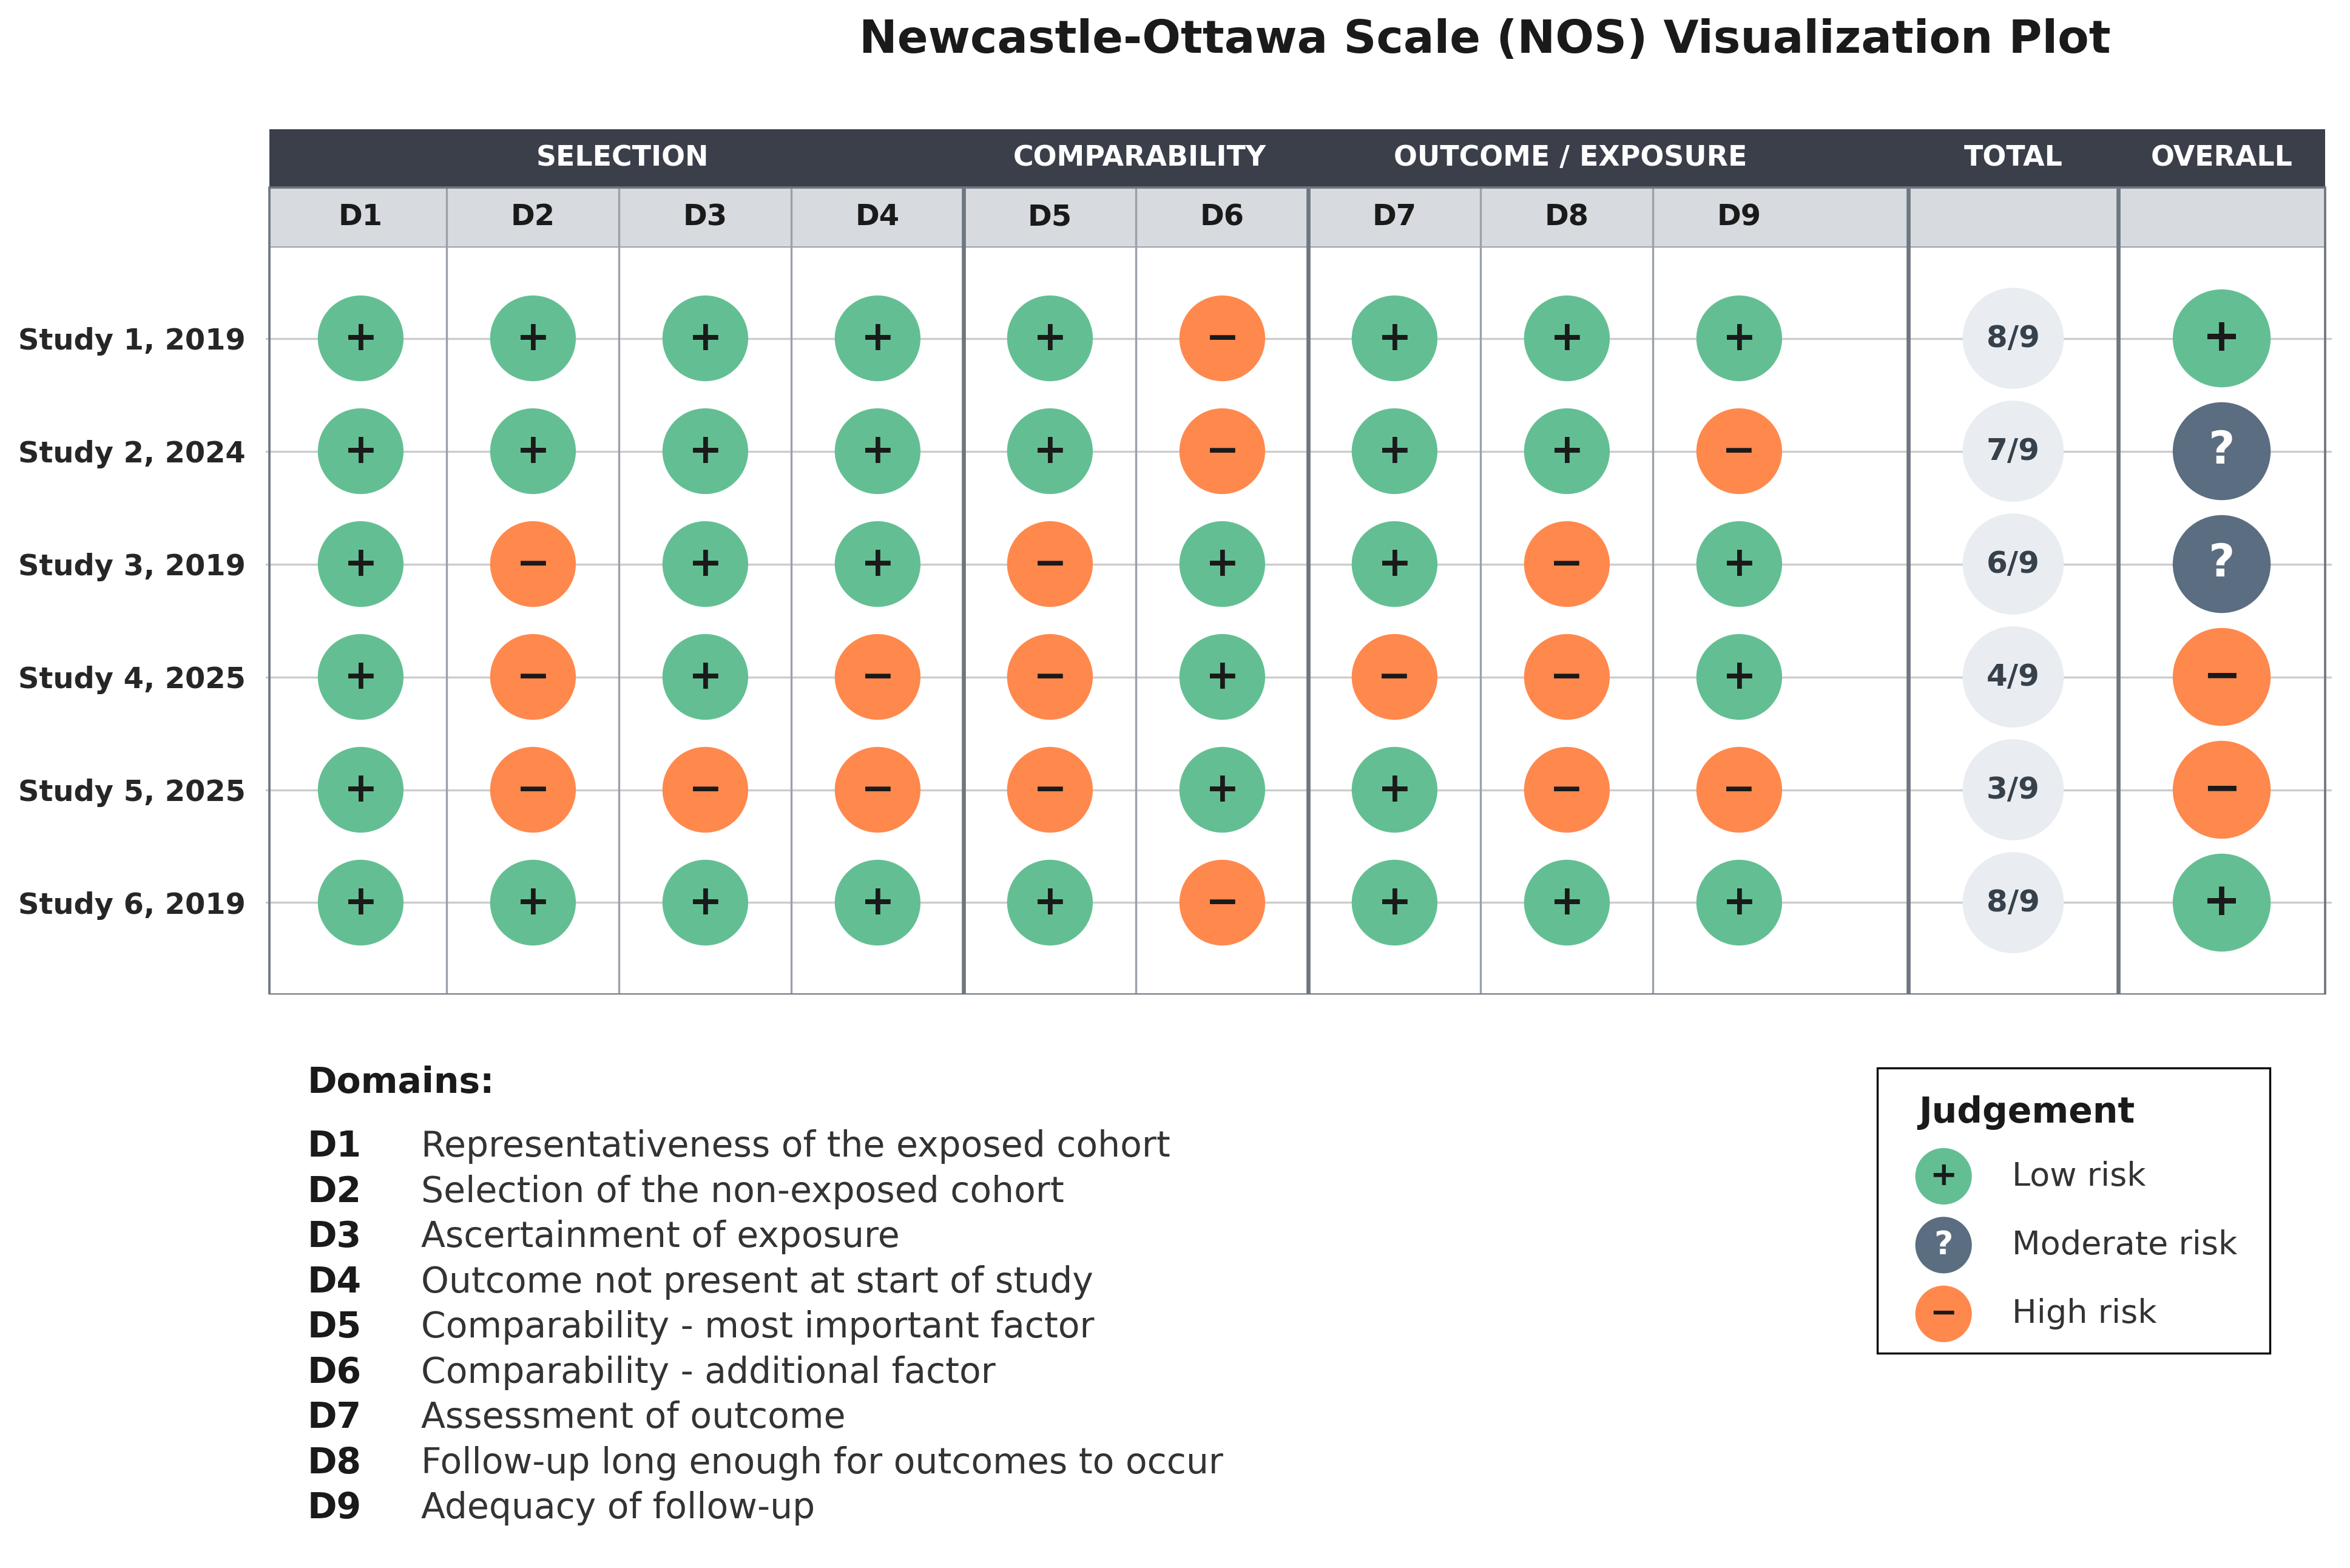 Newcastle-Ottawa Scale (NOS) Visualization Plot
SELECTION COMPARABILITY OUTCOME / EXPOSURE TOTAL OVERALL
D1 D2 D3 D4 D5 D6 D7 D8 D9
Study 1, 2019 + + + + + − + + + 8/9 +
Study 2, 2024 + + + + + − + + − 7/9 ?
Study 3, 2019 + − + + − + + − + 6/9 ?
Study 4, 2025 + − + − − + − − + 4/9 −
Study 5, 2025 + − − − − + + − − 3/9 −
Study 6, 2019 + + + + + − + + + 8/9 +
Domains:
D1 Representativeness of the exposed cohort
D2 Selection of the non-exposed cohort
D3 Ascertainment of exposure
D4 Outcome not present at start of study
D5 Comparability - most important factor
D6 Comparability - additional factor
D7 Assessment of outcome
D8 Follow-up long enough for outcomes to occur
D9 Adequacy of follow-up
Judgement
+ Low risk
? Moderate risk
− High risk